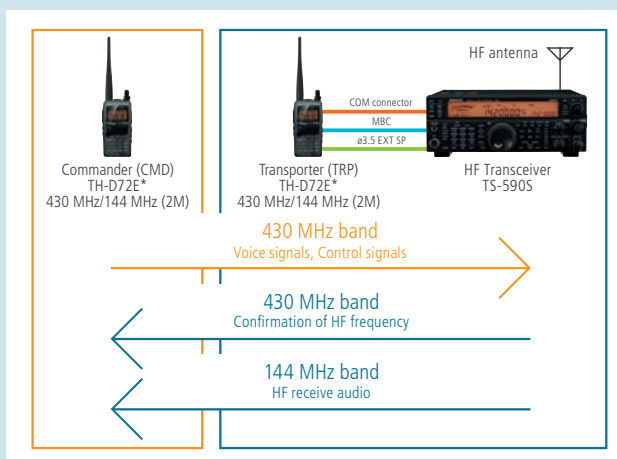 HF antenna
COM connector
MBC
ø3.5 EXT SP
Commander (CMD)
TH-D72E*
430 MHz/144 MHz (2M)
Transporter (TRP)
TH-D72E*
430 MHz/144 MHz (2M)
HF Transceiver
TS-590S
430 MHz band
Voice signals, Control signals
430 MHz band
Confirmation of HF frequency
144 MHz band
HF receive audio